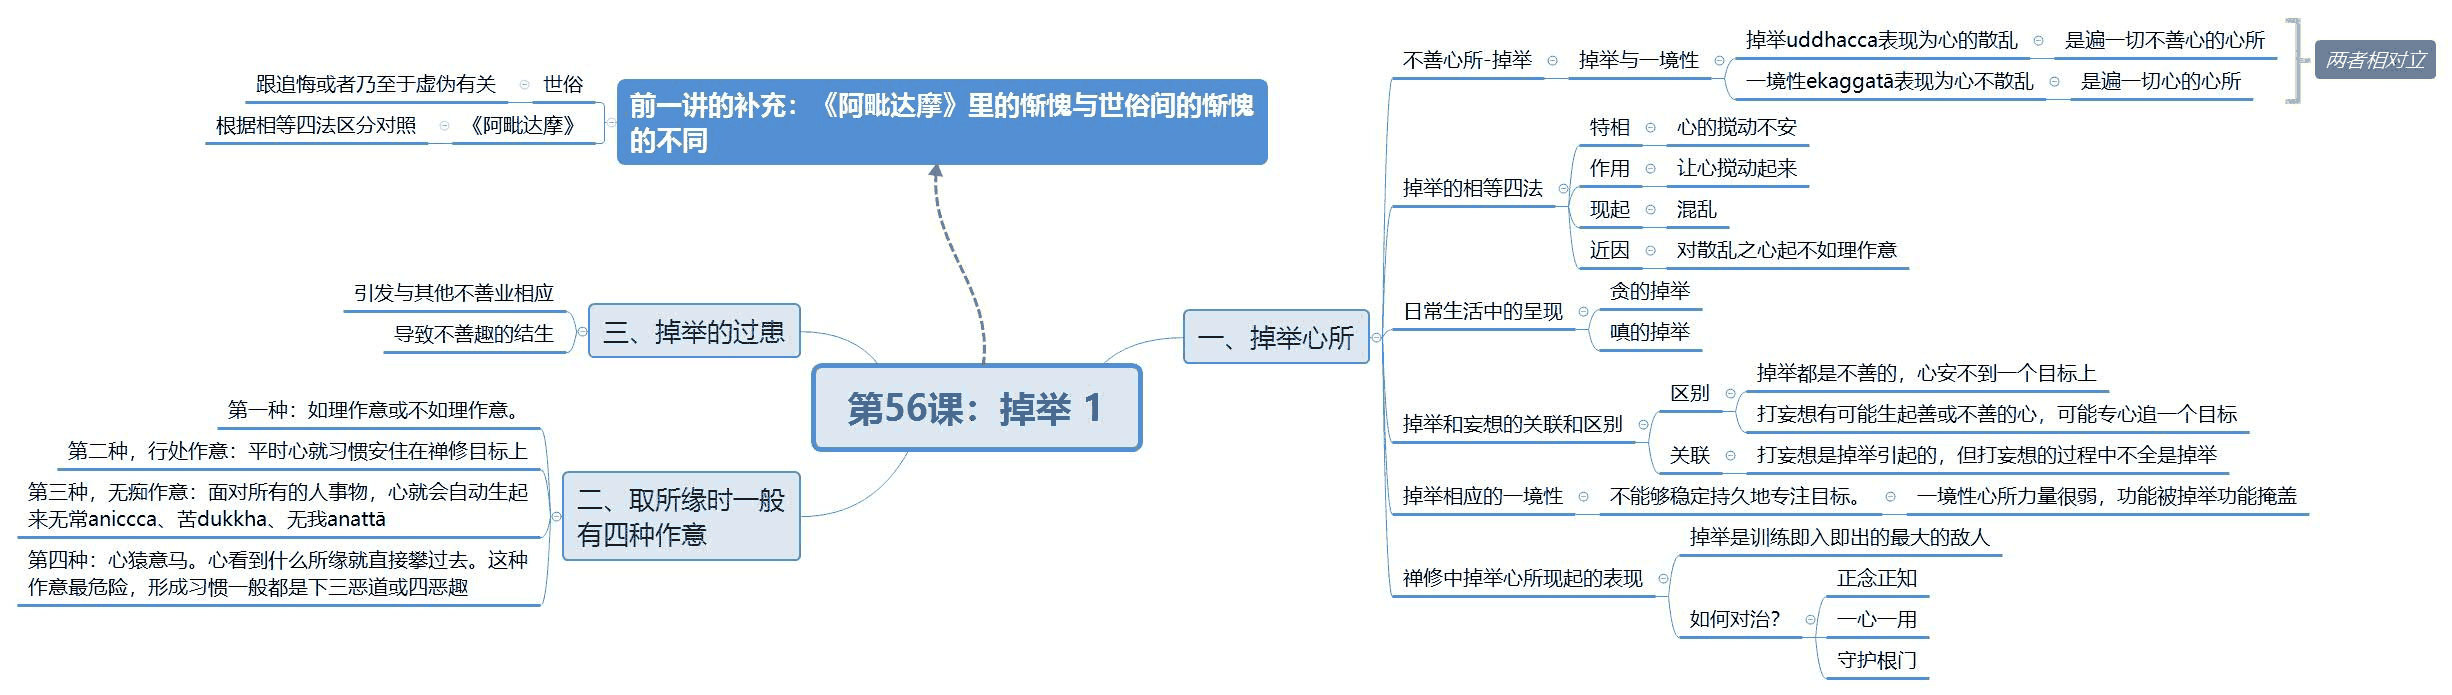 第56课：掉举 1
前一讲的补充：《阿毗达摩》里的惭愧与世俗间的惭愧
的不同
世俗
跟追悔或者乃至于虚伪有关
《阿毗达摩》
根据相等四法区分对照
一、掉举心所
不善心所-掉举
掉举与一境性
掉举uddhacca表现为心的散乱
是遍一切不善心的心所
一境性ekaggatā表现为心不散乱
是遍一切心的心所
两者相对立
掉举的相等四法
特相
心的搅动不安
作用
让心搅动起来
现起
混乱
近因
对散乱之心起不如理作意
日常生活中的呈现
贪的掉举
嗔的掉举
掉举和妄想的关联和区别
区别
掉举都是不善的，心安不到一个目标上
打妄想有可能生起善或不善的心，可能专心追一个目标
关联
打妄想是掉举引起的，但打妄想的过程中不全是掉举
掉举相应的一境性
不能够稳定持久地专注目标。
一境性心所力量很弱，功能被掉举功能掩盖
禅修中掉举心所现起的表现
掉举是训练即入即出的最大的敌人
如何对治？
正念正知
一心一用
守护根门
二、取所缘时一般
有四种作意
第一种：如理作意或不如理作意。
第二种，行处作意：平时心就习惯安住在禅修目标上
第三种，无痴作意：面对所有的人事物，心就会自动生起
来无常aniccca、苦dukkha、无我anattā
第四种：心猿意马。心看到什么所缘就直接攀过去。这种
作意最危险，形成习惯一般都是下三恶道或四恶趣
三、掉举的过患
引发与其他不善业相应
导致不善趣的结生